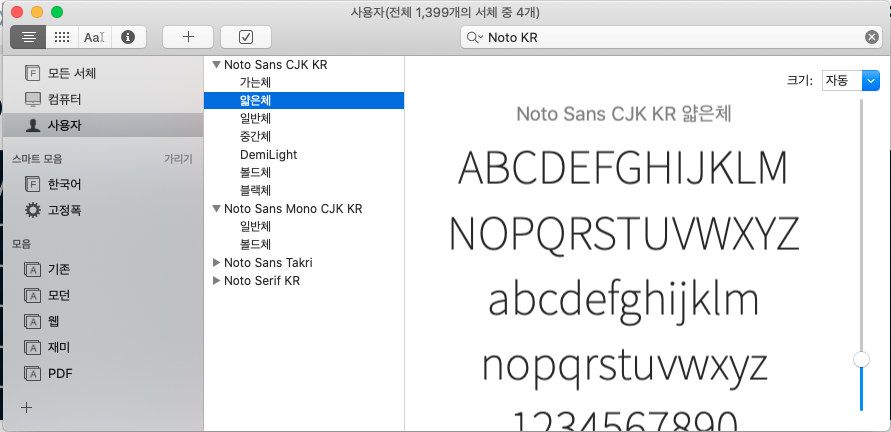 사용자(전체 1,399개의 서체 중 4개)
Aa
Noto KR
모든 서체
컴퓨터
사용자
스마트 모음 가리기
한국어
고정폭
모음
기존
모던
웹
재미
PDF
Noto Sans CJK KR
가는체
얇은체
일반체
중간체
DemiLight
볼드체
블랙체
Noto Sans Mono CJK KR
일반체
볼드체
Noto Sans Takri
Noto Serif KR
크기: 자동
Noto Sans CJK KR 얇은체
ABCDEFGHIJKLM
NOPQRSTUVWXYZ
abcdefghijklm
nopqrstuvwxyz
1234567890